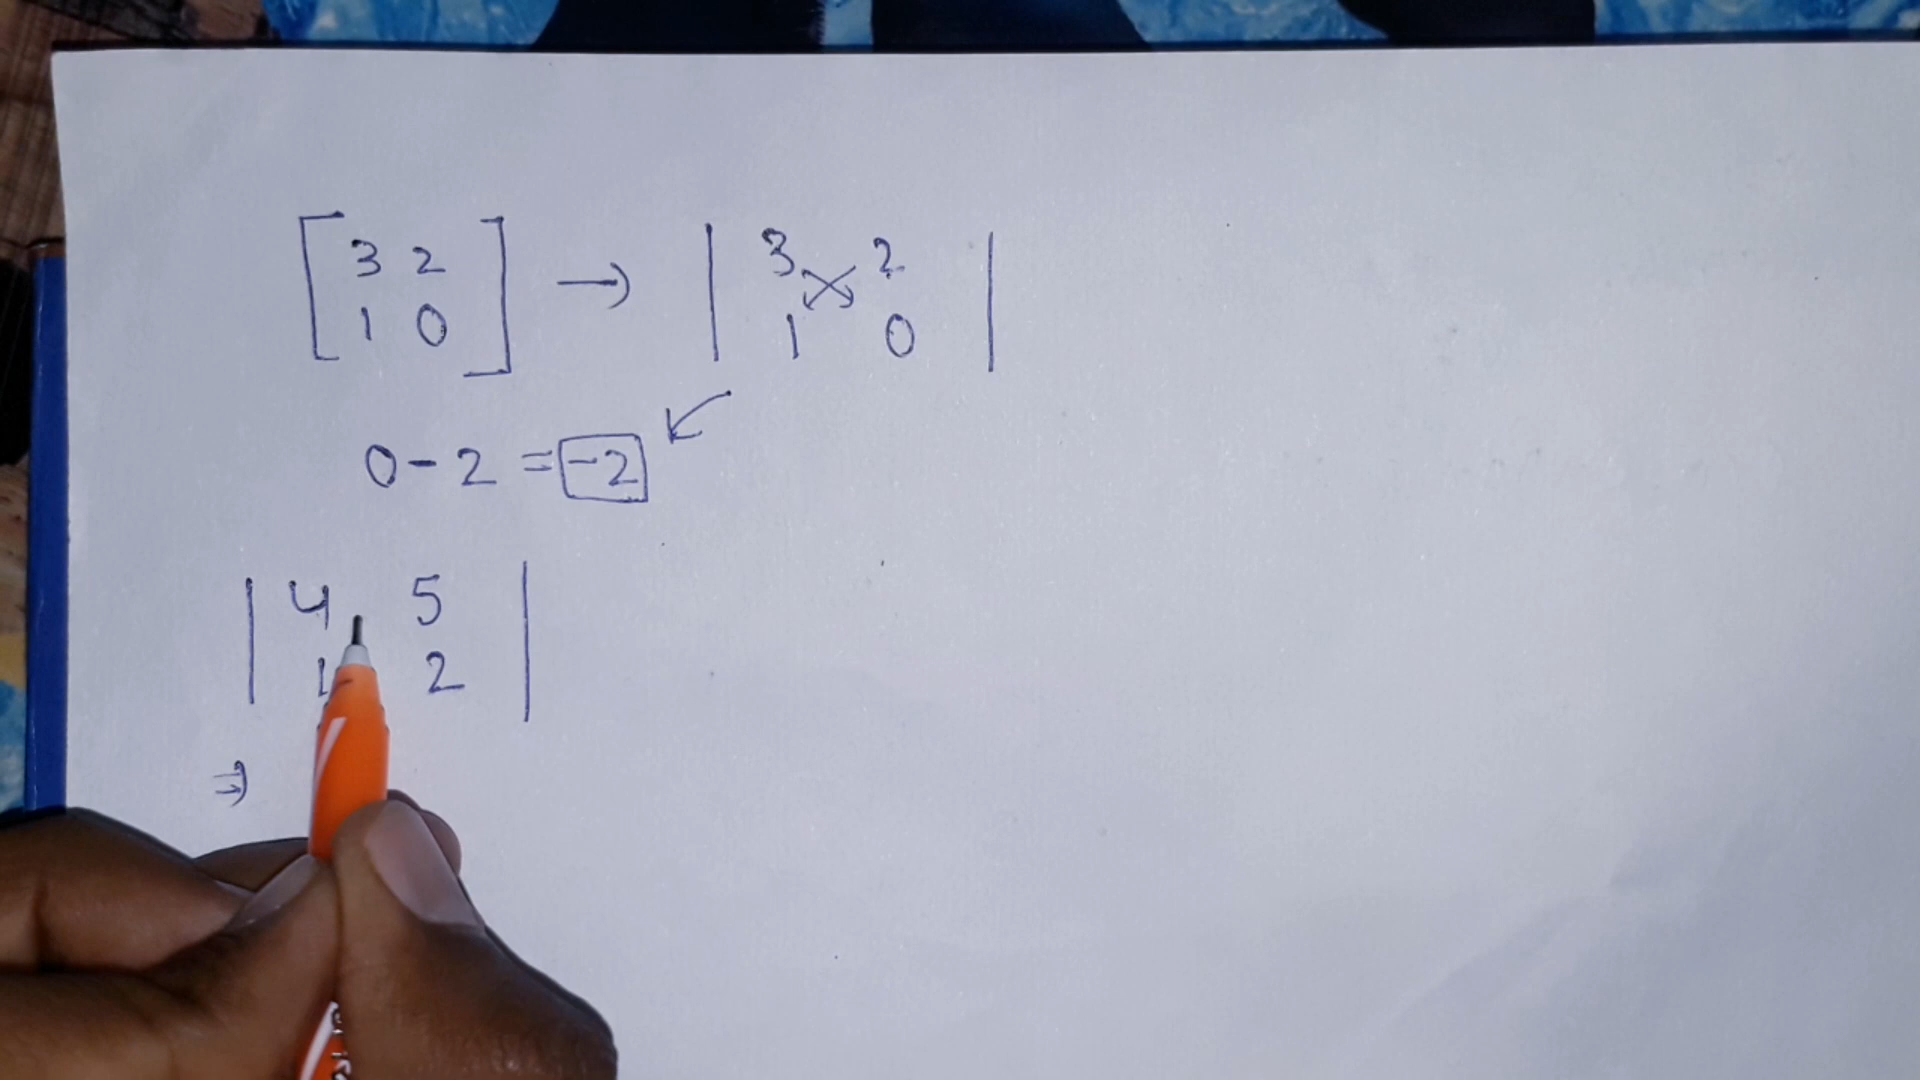 [ 3 2 ] → | 3 2 |
[ 1 0 ] | 1 0 |
0 - 2 = -2
| 4 5 |
| 1 2 |
⇒